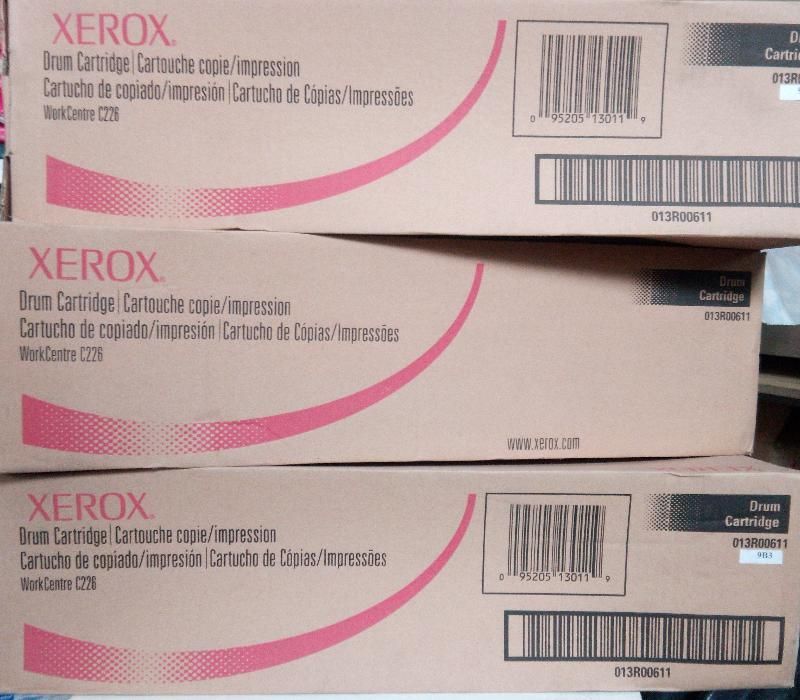 XEROX
Drum Cartridge | Cartouche copie/impression
Cartucho de copiado/impresión | Cartucho de Cópias/Impressões
WorkCentre C226
0 95205 13011 9
013R00611
XEROX
Drum Cartridge | Cartouche copie/impression
Cartucho de copiado/impresión | Cartucho de Cópias/Impressões
WorkCentre C226
Drum
Cartridge
013R00611
www.xerox.com
XEROX
Drum Cartridge | Cartouche copie/impression
Cartucho de copiado/impresión | Cartucho de Cópias/Impressões
WorkCentre C226
0 95205 13011 9
013R00611
Drum
Cartridge
013R00611
9B3